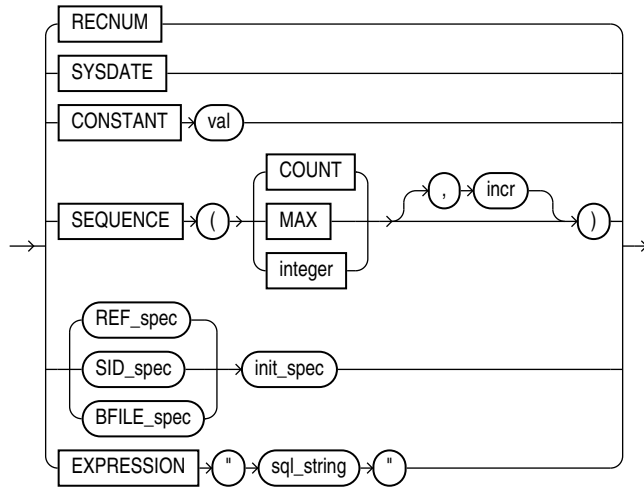 RECNUM
SYSDATE
CONSTANT val
COUNT
, incr
SEQUENCE ( MAX )
integer
REF_spec
SID_spec init_spec
BFILE_spec
EXPRESSION " sql_string "